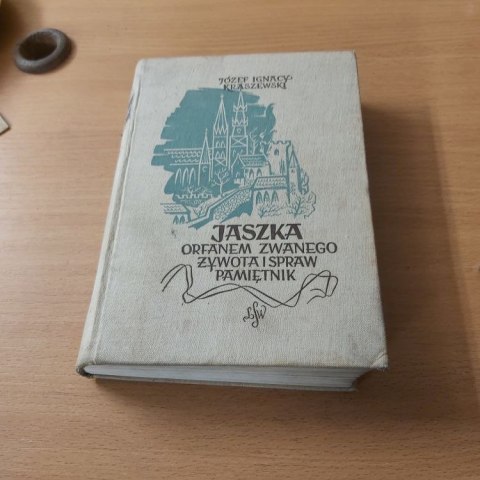 JÓZEF IGNACY
KRASZEWSKI
JASZKA
ORFANEM ZWANEGO
ŻYWOTA I SPRAW
PAMIĘTNIK
LSW